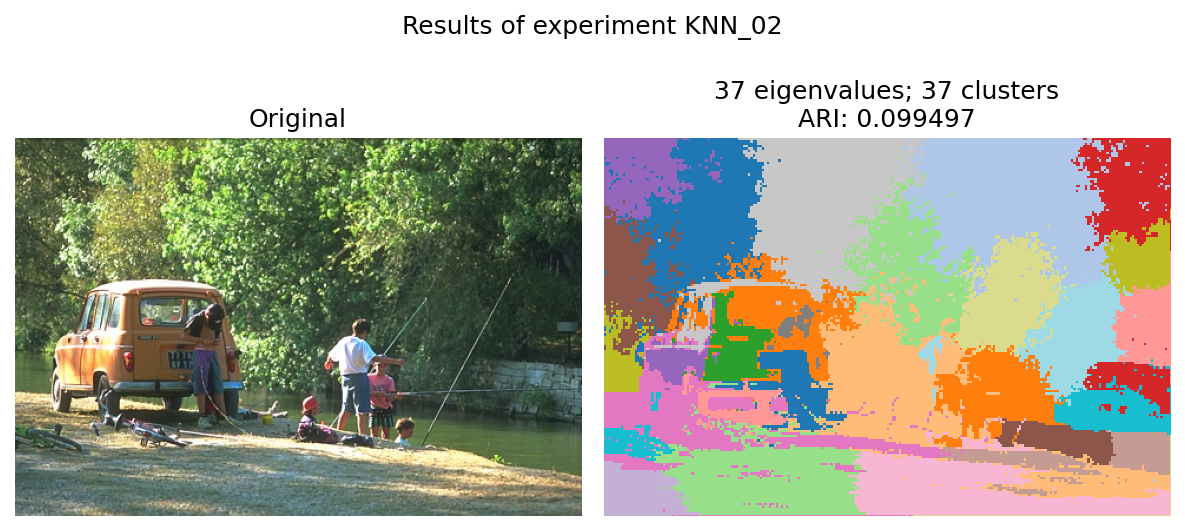 Results of experiment KNN_02
Original
37 eigenvalues; 37 clusters
ARI: 0.099497